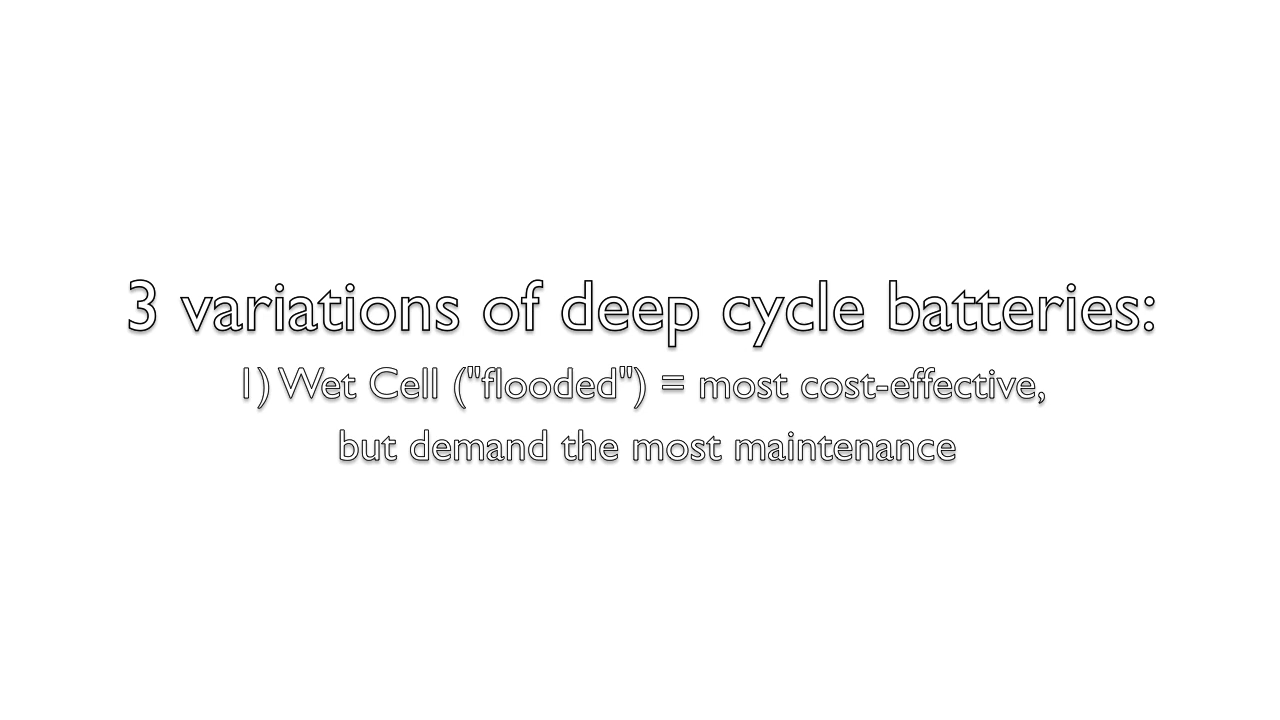 3 variations of deep cycle batteries:
1) Wet Cell ("flooded") = most cost-effective,
but demand the most maintenance